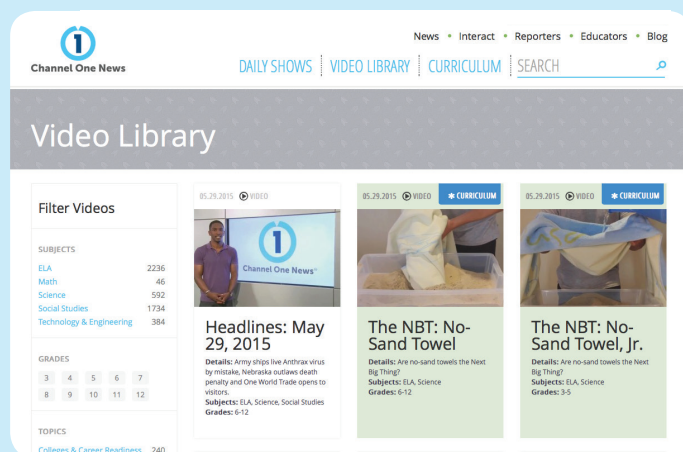 1
Channel One News
News • Interact • Reporters • Educators • Blog
DAILY SHOWS
VIDEO LIBRARY
CURRICULUM
SEARCH
Video Library
Filter Videos
SUBJECTS
ELA 2236
Math 46
Science 592
Social Studies 1734
Technology & Engineering 384
GRADES
3 4 5 6 7
8 9 10 11 12
TOPICS
Colleges & Career Readiness 240
05.29.2015 VIDEO
1
Channel One News
Headlines: May
29, 2015
Details: Army ships live Anthrax virus
by mistake, Nebraska outlaws death
penalty and One World Trade opens to
visitors.
Subjects: ELA, Science, Social Studies
Grades: 6-12
05.29.2015 VIDEO
* CURRICULUM
The NBT: No-
Sand Towel
Details: Are no-sand towels the Next
Big Thing?
Subjects: ELA, Science
Grades: 6-12
05.29.2015 VIDEO
* CURRICULUM
The NBT: No-
Sand Towel, Jr.
Details: Are no-sand towels the Next
Big Thing?
Subjects: ELA, Science
Grades: 3-5